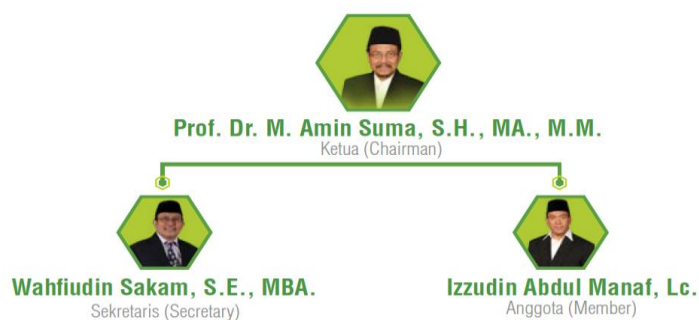 Prof. Dr. M. Amin Suma, S.H., MA., M.M.
Ketua (Chairman)
Wahfiudin Sakam, S.E., MBA.
Sekretaris (Secretary)
Izzudin Abdul Manaf, Lc.
Anggota (Member)